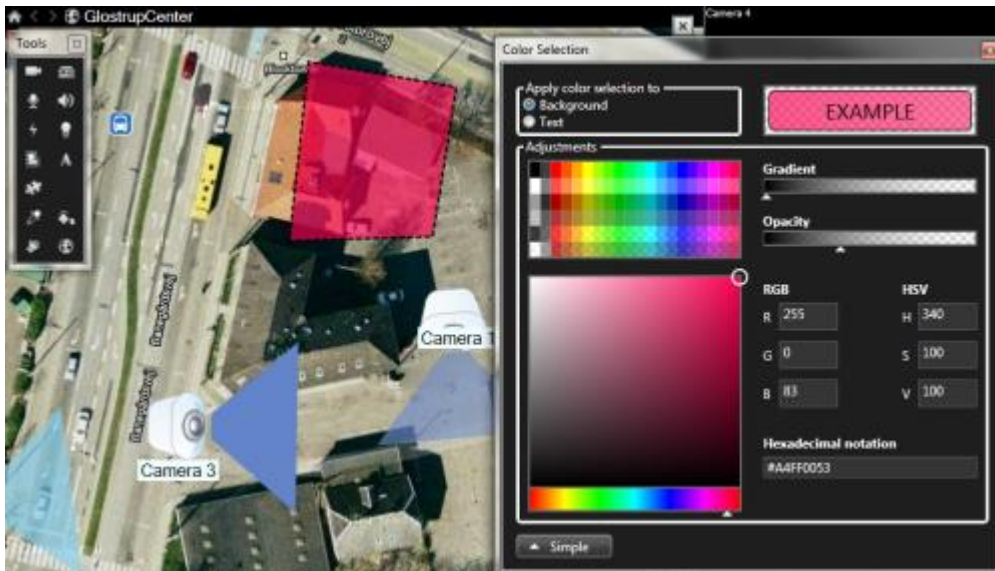 GlostrupCenter
Camera 4
Tools
Color Selection
Apply color selection to
Background
Text
EXAMPLE
Adjustments
Gradient
Opacity
RGB
HSV
R 255
H 340
G 0
S 100
B 83
V 100
Hexadecimal notation
#A4FF0053
Simple
A
Camera 1
Camera 3